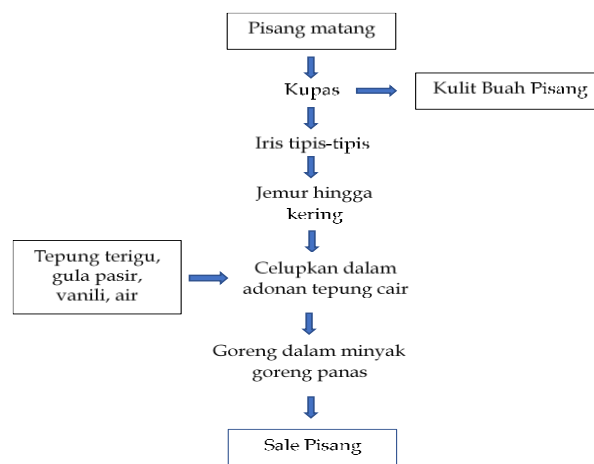 Pisang matang
Kupas
Kulit Buah Pisang
Iris tipis-tipis
Jemur hingga
kering
Tepung terigu,
gula pasir,
vanili, air
Celupkan dalam
adonan tepung cair
Goreng dalam minyak
goreng panas
Sale Pisang